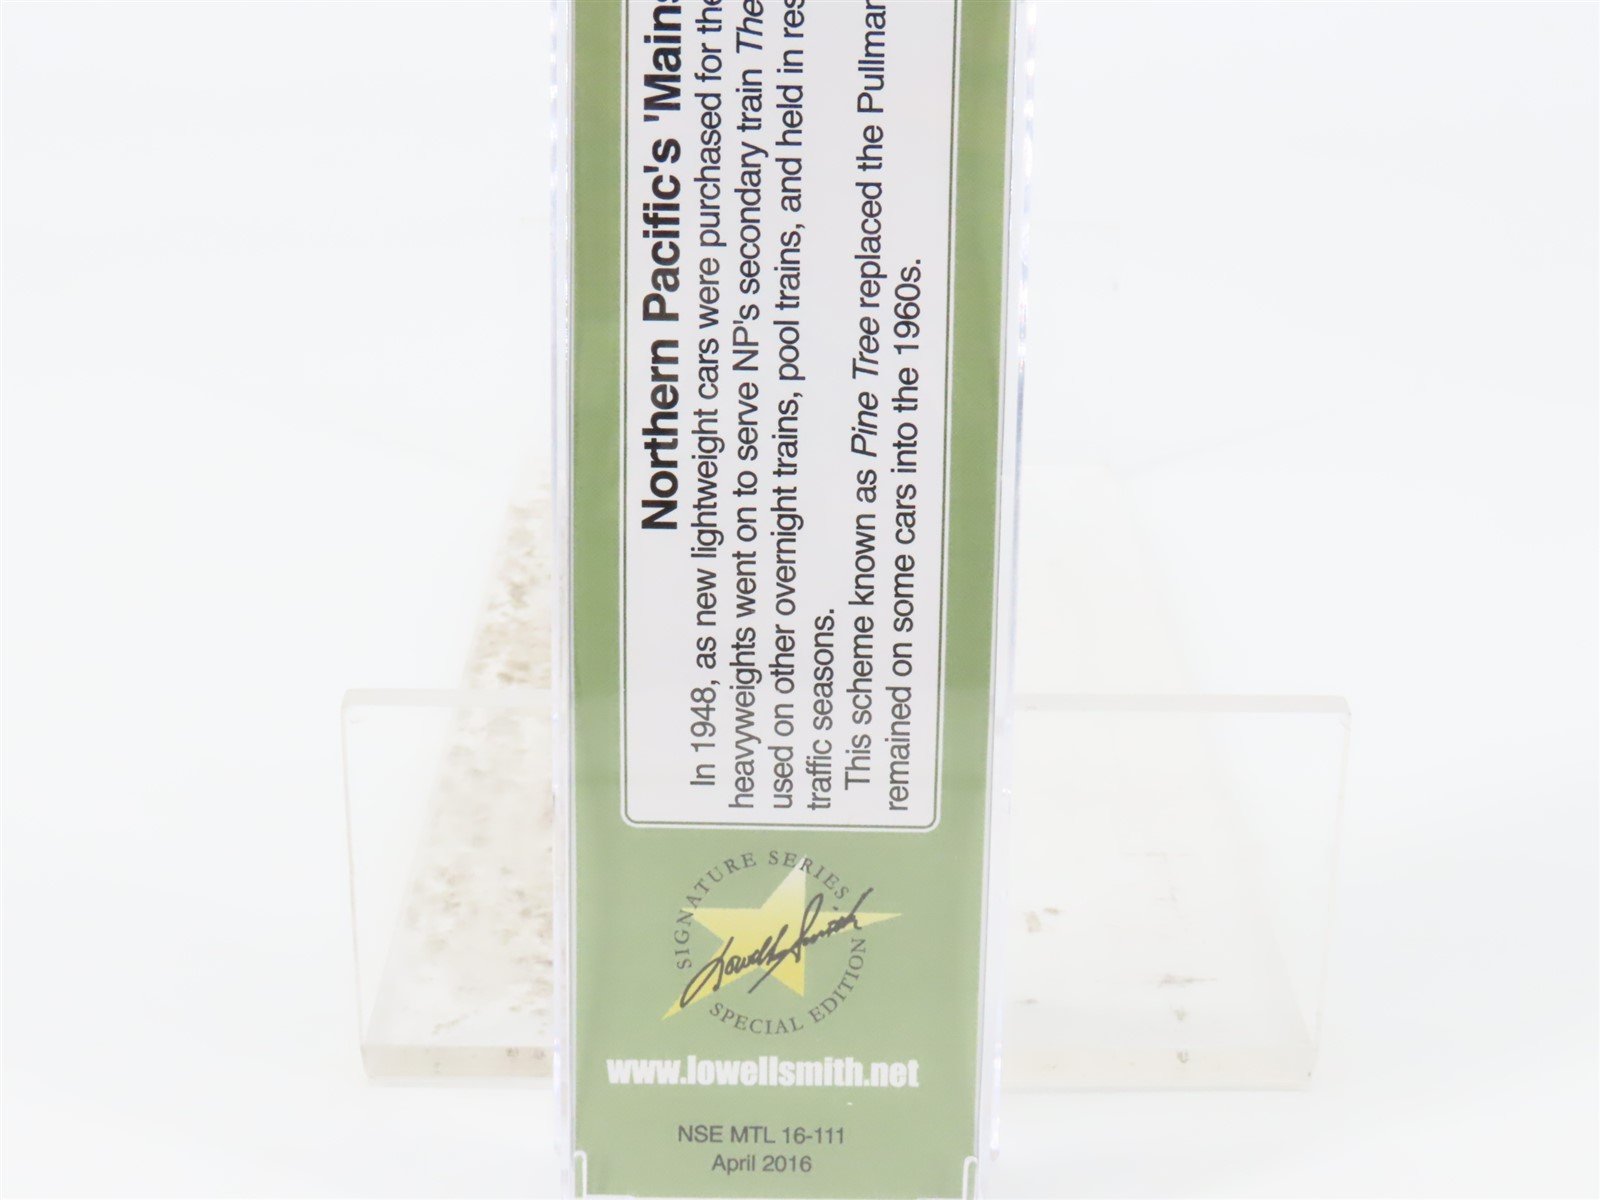 Northern Pacific's 'Mains
In 1948, as new lightweight cars were purchased for the
heavyweights went on to serve NP's secondary train The
used on other overnight trains, pool trains, and held in res
traffic seasons.
This scheme known as Pine Tree replaced the Pullman
remained on some cars into the 1960s.
SIGNATURE SERIES
Lowell Smith
SPECIAL EDITION
www.lowellsmith.net
NSE MTL 16-111
April 2016